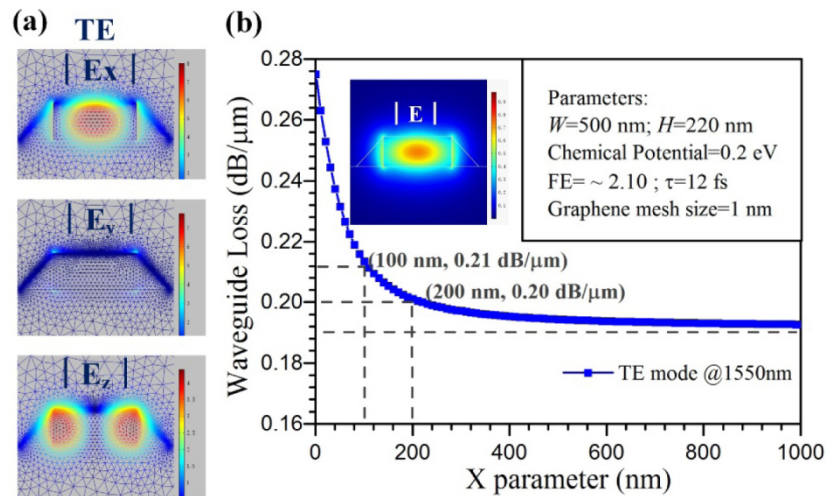 (a)
TE
|Ex|
|E_y|
|E_z|
(b)
Waveguide Loss (dB/μm)
0.28
0.26
0.24
0.22
0.20
0.18
0.16
|E|
Parameters:
W=500 nm; H=220 nm
Chemical Potential=0.2 eV
FE= ~ 2.10 ; τ=12 fs
Graphene mesh size=1 nm
(100 nm, 0.21 dB/μm)
(200 nm, 0.20 dB/μm)
TE mode @1550nm
0 200 400 600 800 1000
X parameter (nm)